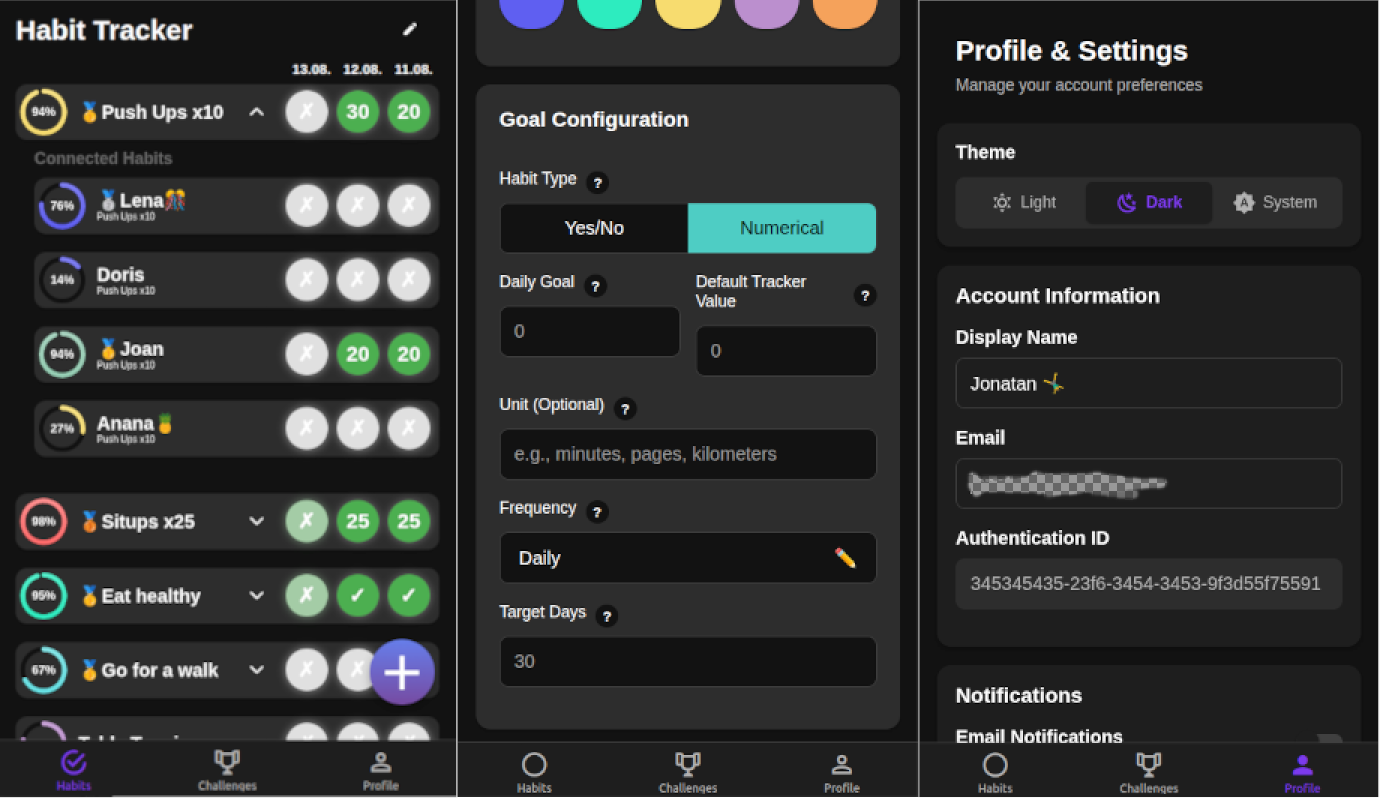 Habit Tracker
13.08. 12.08. 11.08.
94% Push Ups x10 ✗ 30 20
Connected Habits
76% Lena ✗ ✗ ✗
Push Ups x10
14% Doris ✗ ✗ ✗
Push Ups x10
94% Joan ✗ 20 20
Push Ups x10
27% Anana ✗ ✗ ✗
Push Ups x10
98% Situps x25 ✗ 25 25
95% Eat healthy ✗ ✓ ✓
67% Go for a walk ✗ ✗ +
Habits Challenges Profile
Goal Configuration
Habit Type ?
Yes/No Numerical
Daily Goal ? Default Tracker
Value ?
0 0
Unit (Optional) ?
e.g., minutes, pages, kilometers
Frequency ?
Daily
Target Days ?
30
Habits Challenges Profile
Profile & Settings
Manage your account preferences
Theme
Light Dark System
Account Information
Display Name
Jonatan
Email
Authentication ID
345345435-23f6-3454-3453-9f3d55f75591
Notifications
Email Notifications
Habits Challenges Profile